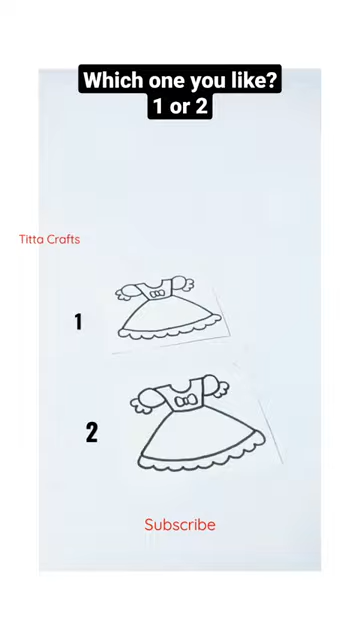 Which one you like?
1 or 2
Titta Crafts
1
2
Subscribe